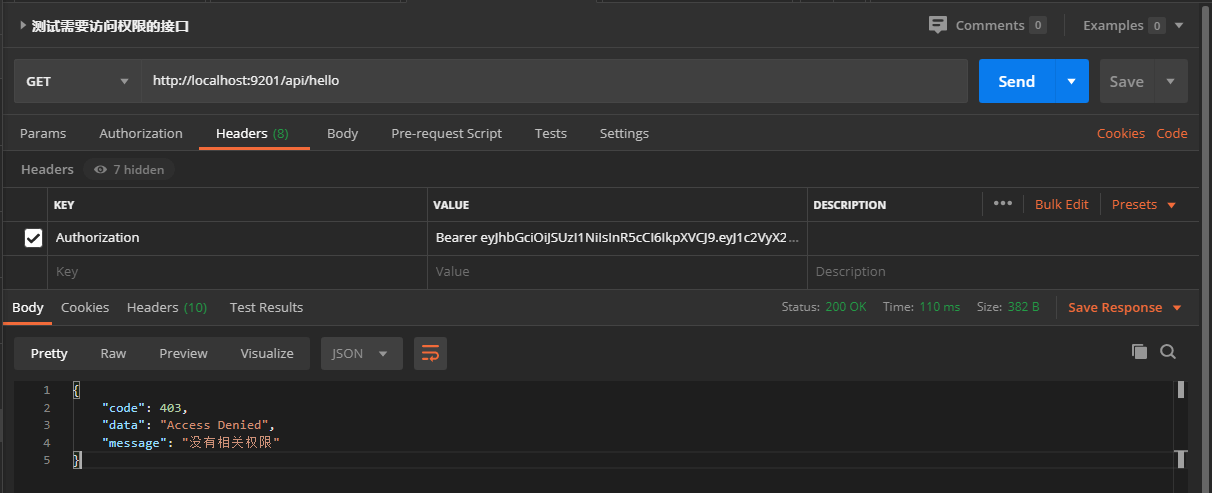 测试需要访问权限的接口
Comments 0 Examples 0
GET http://localhost:9201/api/hello Send Save
Params Authorization Headers (8) Body Pre-request Script Tests Settings Cookies Code
Headers 7 hidden
KEY VALUE DESCRIPTION ••• Bulk Edit Presets
Authorization Bearer eyJhbGciOiJSUzI1NiIsInR5cCI6IkpXVCJ9.eyJ1c2VyX2...
Key Value Description
Body Cookies Headers (10) Test Results Status: 200 OK Time: 110 ms Size: 382 B Save Response
Pretty Raw Preview Visualize JSON
1 {
2 "code": 403,
3 "data": "Access Denied",
4 "message": "没有相关权限"
5 }